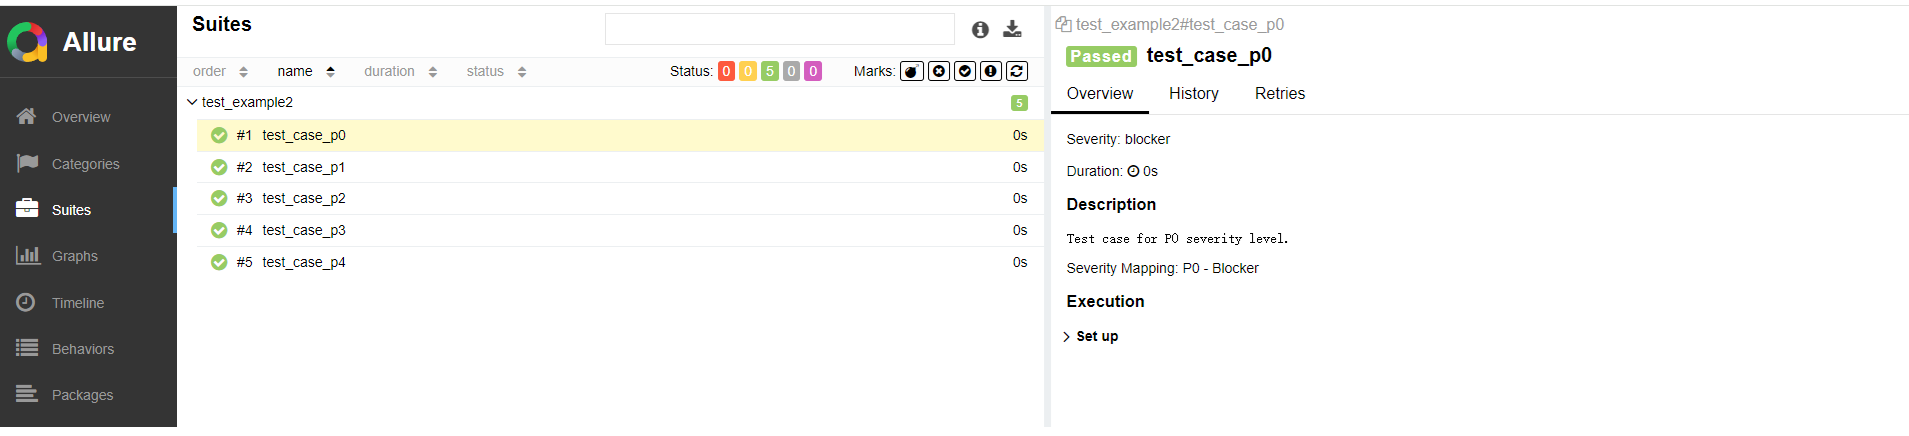 Allure
Overview
Categories
Suites
Graphs
Timeline
Behaviors
Packages
Suites
order name duration status Status: 0 0 5 0 0 Marks:
test_example2 5
#1 test_case_p0 0s
#2 test_case_p1 0s
#3 test_case_p2 0s
#4 test_case_p3 0s
#5 test_case_p4 0s
test_example2#test_case_p0
Passed test_case_p0
Overview History Retries
Severity: blocker
Duration: 0s
Description
Test case for P0 severity level.
Severity Mapping: P0 - Blocker
Execution
Set up